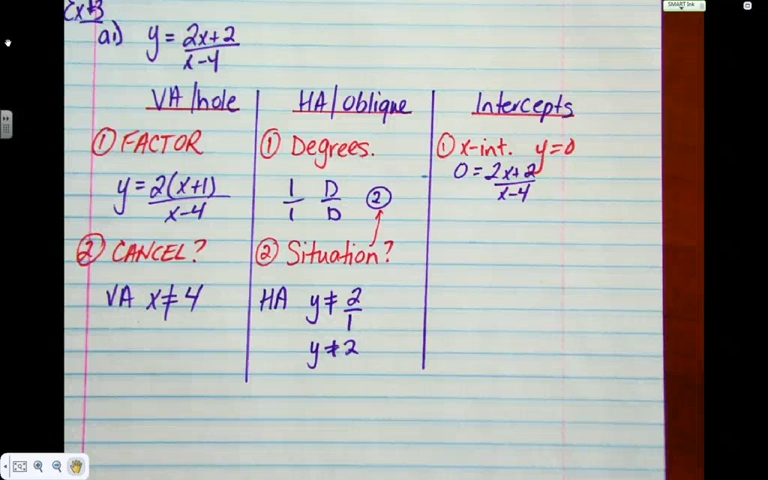 Ex#3
a.) y = 2x+2 / x-4
VA/hole
① FACTOR
y = 2(x+1) / x-4
② CANCEL?
VA x≠4
HA/Oblique
① Degrees.
1/1 D/D ②
② Situation?
HA y≠ 2/1
y≠2
Intercepts
① x-int. y=0
0 = 2x+2 / x-4
SMART Ink